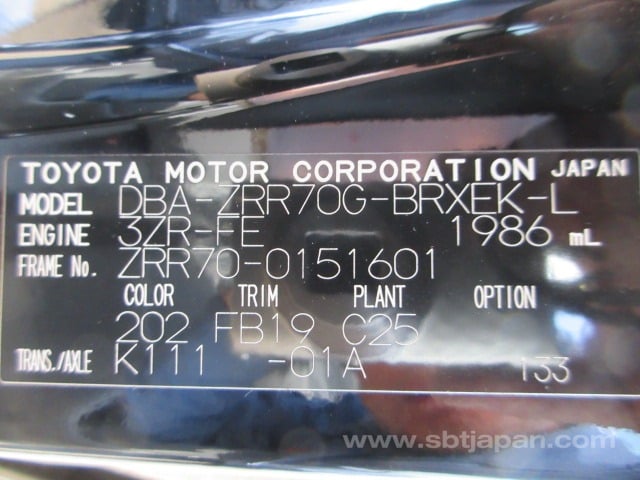 TOYOTA MOTOR CORPORATION JAPAN
MODEL DBA-ZRR70G-BRXEK-L
ENGINE 3ZR-FE 1986 mL
FRAME No. ZRR70-0151601
COLOR TRIM PLANT OPTION
202 FB19 C25
TRANS./AXLE K111 -01A 133
www.sbtjapan.com